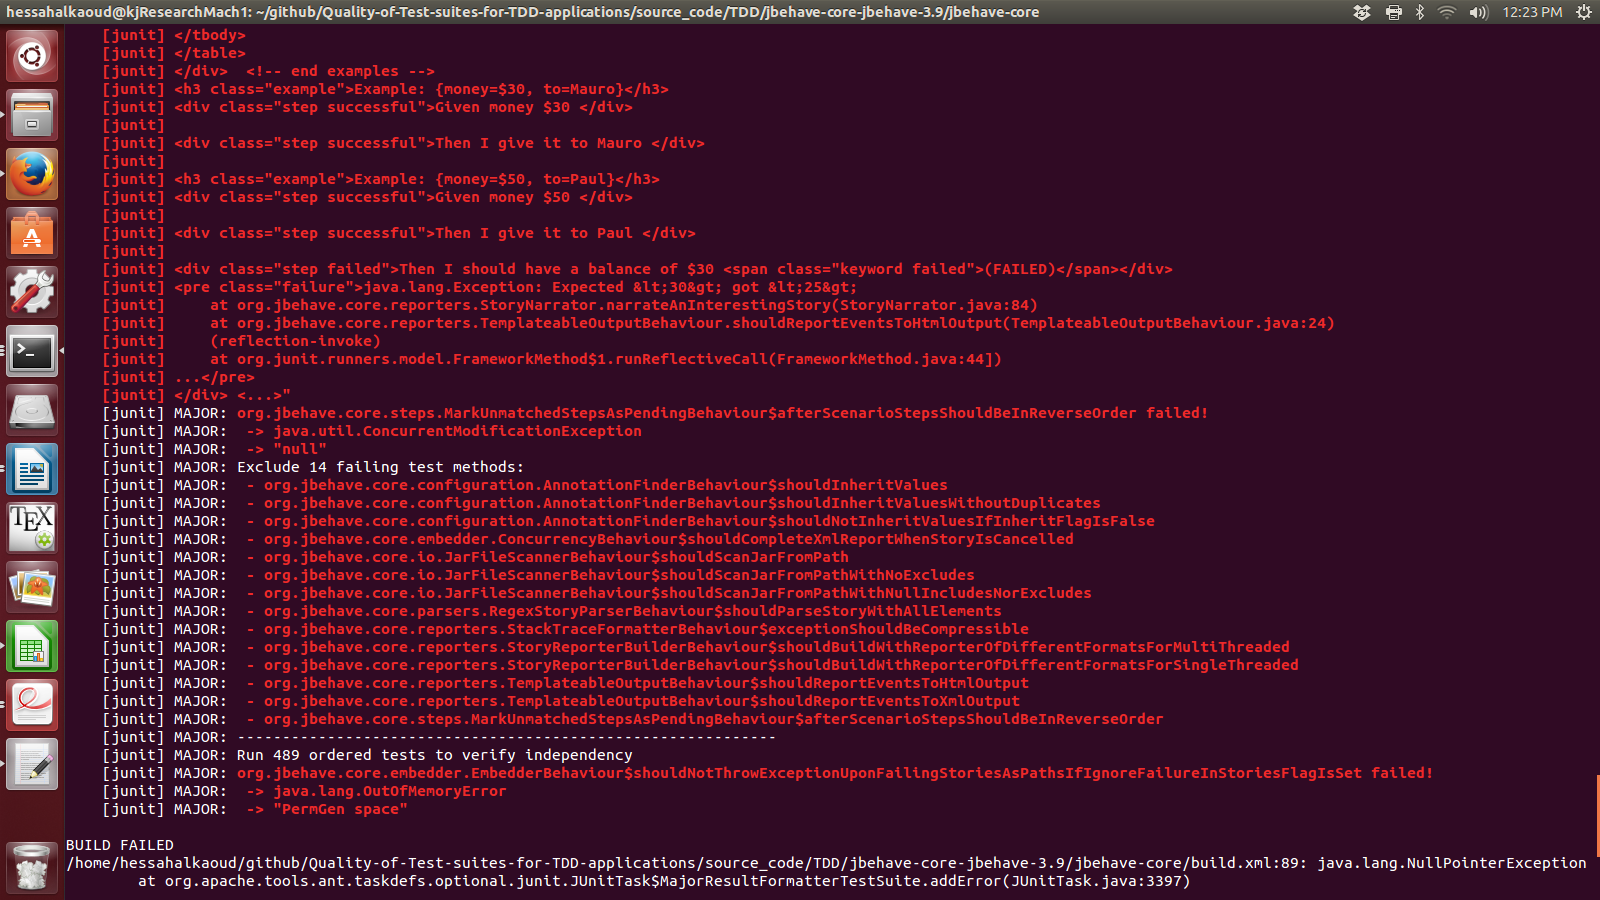 hessahalkaoud@kjResearchMach1: ~/github/Quality-of-Test-suites-for-TDD-applications/source_code/TDD/jbehave-core-jbehave-3.9/jbehave-core
12:23 PM
[junit] </tbody>
[junit] </table>
[junit] </div>  <!-- end examples -->
[junit] <h3 class="example">Example: {money=$30, to=Mauro}</h3>
[junit] <div class="step successful">Given money $30 </div>
[junit]
[junit] <div class="step successful">Then I give it to Mauro </div>
[junit]
[junit] <h3 class="example">Example: {money=$50, to=Paul}</h3>
[junit] <div class="step successful">Given money $50 </div>
[junit]
[junit] <div class="step successful">Then I give it to Paul </div>
[junit]
[junit] <div class="step failed">Then I should have a balance of $30 <span class="keyword failed">(FAILED)</span></div>
[junit] <pre class="failure">java.lang.Exception: Expected &lt;30&gt; got &lt;25&gt;
[junit]     at org.jbehave.core.reporters.StoryNarrator.narrateAnInterestingStory(StoryNarrator.java:84)
[junit]     at org.jbehave.core.reporters.TemplateableOutputBehaviour.shouldReportEventsToHtmlOutput(TemplateableOutputBehaviour.java:24)
[junit]     (reflection-invoke)
[junit]     at org.junit.runners.model.FrameworkMethod$1.runReflectiveCall(FrameworkMethod.java:44])
[junit] ...</pre>
[junit] </div> <...>"
[junit] MAJOR: org.jbehave.core.steps.MarkUnmatchedStepsAsPendingBehaviour$afterScenarioStepsShouldBeInReverseOrder failed!
[junit] MAJOR:  -> java.util.ConcurrentModificationException
[junit] MAJOR:  -> "null"
[junit] MAJOR: Exclude 14 failing test methods:
[junit] MAJOR:  - org.jbehave.core.configuration.AnnotationFinderBehaviour$shouldInheritValues
[junit] MAJOR:  - org.jbehave.core.configuration.AnnotationFinderBehaviour$shouldInheritValuesWithoutDuplicates
[junit] MAJOR:  - org.jbehave.core.configuration.AnnotationFinderBehaviour$shouldNotInheritValuesIfInheritFlagIsFalse
[junit] MAJOR:  - org.jbehave.core.embedder.ConcurrencyBehaviour$shouldCompleteXmlReportWhenStoryIsCancelled
[junit] MAJOR:  - org.jbehave.core.io.JarFileScannerBehaviour$shouldScanJarFromPath
[junit] MAJOR:  - org.jbehave.core.io.JarFileScannerBehaviour$shouldScanJarFromPathWithNoExcludes
[junit] MAJOR:  - org.jbehave.core.io.JarFileScannerBehaviour$shouldScanJarFromPathWithNullIncludesNorExcludes
[junit] MAJOR:  - org.jbehave.core.parsers.RegexStoryParserBehaviour$shouldParseStoryWithAllElements
[junit] MAJOR:  - org.jbehave.core.reporters.StackTraceFormatterBehaviour$exceptionShouldBeCompressible
[junit] MAJOR:  - org.jbehave.core.reporters.StoryReporterBuilderBehaviour$shouldBuildWithReporterOfDifferentFormatsForMultiThreaded
[junit] MAJOR:  - org.jbehave.core.reporters.StoryReporterBuilderBehaviour$shouldBuildWithReporterOfDifferentFormatsForSingleThreaded
[junit] MAJOR:  - org.jbehave.core.reporters.TemplateableOutputBehaviour$shouldReportEventsToHtmlOutput
[junit] MAJOR:  - org.jbehave.core.reporters.TemplateableOutputBehaviour$shouldReportEventsToXmlOutput
[junit] MAJOR:  - org.jbehave.core.steps.MarkUnmatchedStepsAsPendingBehaviour$afterScenarioStepsShouldBeInReverseOrder
[junit] MAJOR: ------------------------------------------------------------
[junit] MAJOR: Run 489 ordered tests to verify independency
[junit] MAJOR: org.jbehave.core.embedder.EmbedderBehaviour$shouldNotThrowExceptionUponFailingStoriesAsPathsIfIgnoreFailureInStoriesFlagIsSet failed!
[junit] MAJOR:  -> java.lang.OutOfMemoryError
[junit] MAJOR:  -> "PermGen space"
BUILD FAILED
/home/hessahalkaoud/github/Quality-of-Test-suites-for-TDD-applications/source_code/TDD/jbehave-core-jbehave-3.9/jbehave-core/build.xml:89: java.lang.NullPointerException
at org.apache.tools.ant.taskdefs.optional.junit.JUnitTask$MajorResultFormatterTestSuite.addError(JUnitTask.java:3397)
TEX